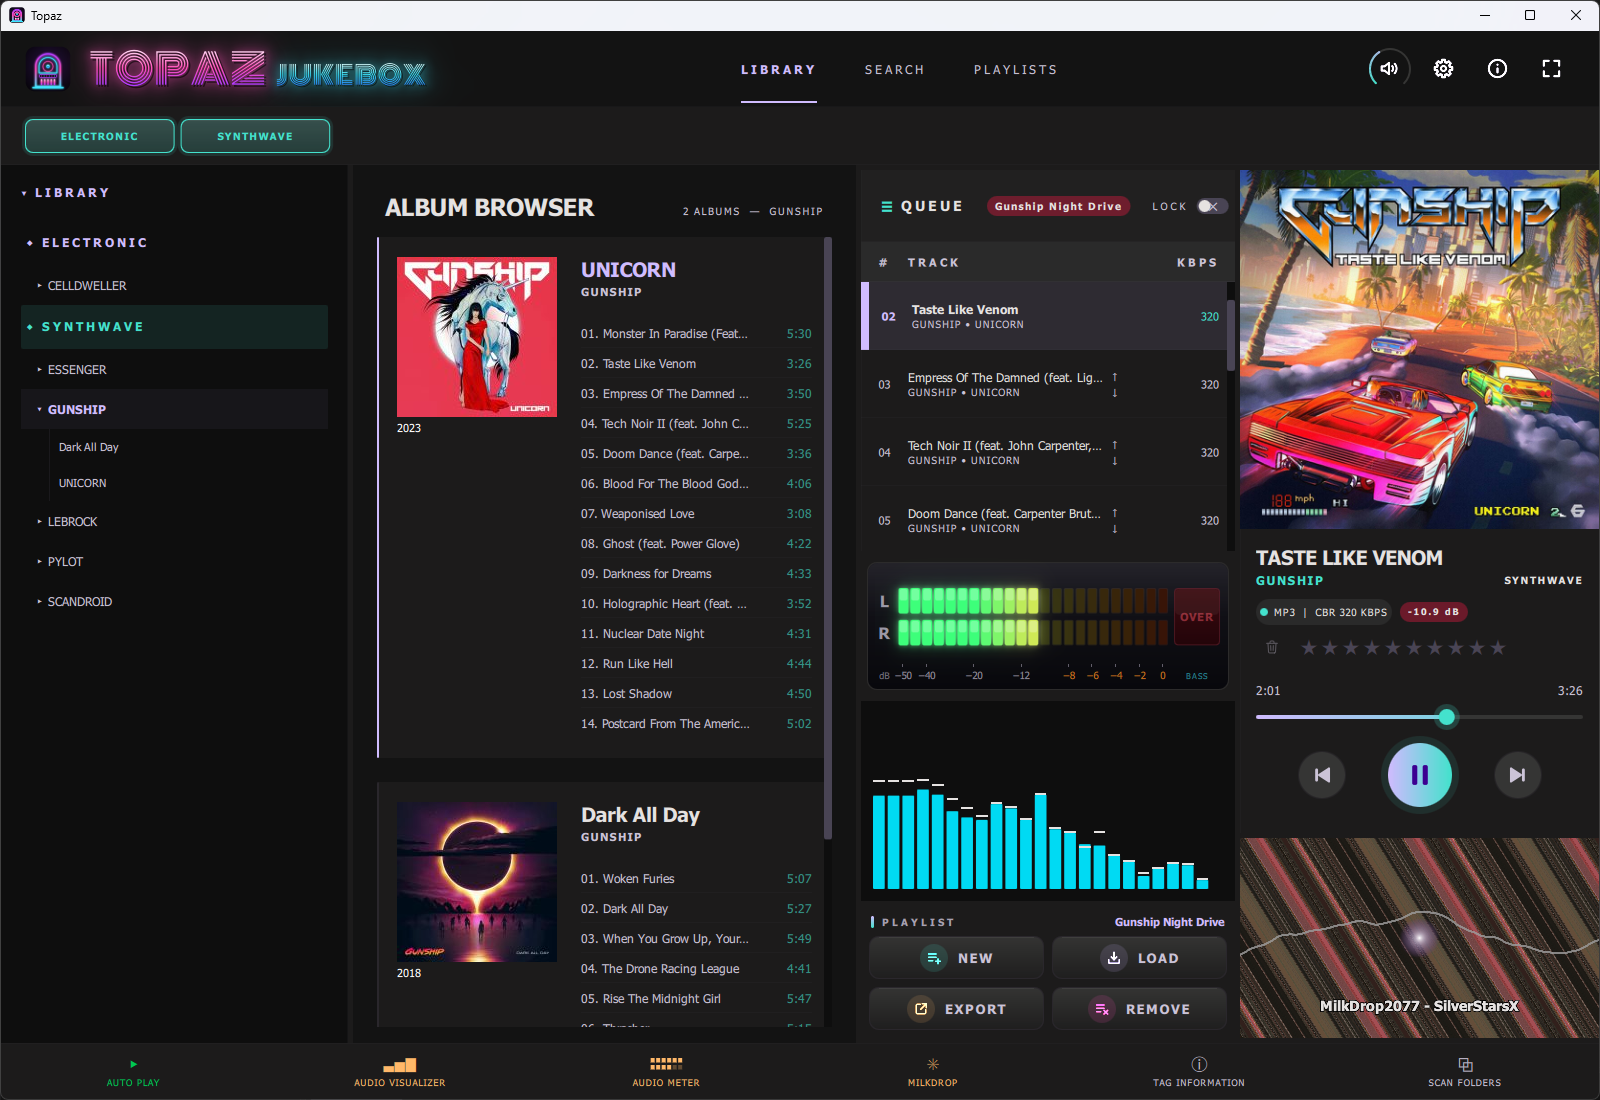 Topaz
TOPAZ JUKEBOX
LIBRARY
SEARCH
PLAYLISTS
ELECTRONIC
SYNTHWAVE
LIBRARY
ELECTRONIC
CELLDWELLER
SYNTHWAVE
ESSENGER
GUNSHIP
Dark All Day
UNICORN
LEBROCK
PYLOT
SCANDROID
ALBUM BROWSER
2 ALBUMS — GUNSHIP
GUNSHIP
UNICORN
2023
UNICORN
GUNSHIP
01. Monster In Paradise (Feat... 5:30
02. Taste Like Venom 3:26
03. Empress Of The Damned ... 3:50
04. Tech Noir II (feat. John C... 5:25
05. Doom Dance (feat. Carpe... 3:36
06. Blood For The Blood God... 4:06
07. Weaponised Love 3:08
08. Ghost (feat. Power Glove) 4:22
09. Darkness for Dreams 4:33
10. Holographic Heart (feat. ... 3:52
11. Nuclear Date Night 4:31
12. Run Like Hell 4:44
13. Lost Shadow 4:50
14. Postcard From The Americ... 5:02
GUNSHIP
DARK ALL DAY
2018
Dark All Day
GUNSHIP
01. Woken Furies 5:07
02. Dark All Day 5:27
03. When You Grow Up, Your... 5:49
04. The Drone Racing League 4:41
05. Rise The Midnight Girl 5:47
QUEUE
Gunship Night Drive
LOCK
# TRACK KBPS
02 Taste Like Venom 320
GUNSHIP • UNICORN
03 Empress Of The Damned (feat. Lig... ↑ 320
GUNSHIP • UNICORN ↓
04 Tech Noir II (feat. John Carpenter,... ↑ 320
GUNSHIP • UNICORN ↓
05 Doom Dance (feat. Carpenter Brut... ↑ 320
GUNSHIP • UNICORN ↓
L
R
OVER
dB −50 −40 −20 −12 −8 −6 −4 −2 0 BASS
PLAYLIST
Gunship Night Drive
NEW
LOAD
EXPORT
REMOVE
GUNSHIP
TASTE LIKE VENOM
188 mph
HI
UNICORN
TASTE LIKE VENOM
GUNSHIP
SYNTHWAVE
MP3 | CBR 320 KBPS
-10.9 dB
2:01
3:26
MilkDrop2077 - SilverStarsX
AUTO PLAY
AUDIO VISUALIZER
AUDIO METER
MILKDROP
TAG INFORMATION
SCAN FOLDERS